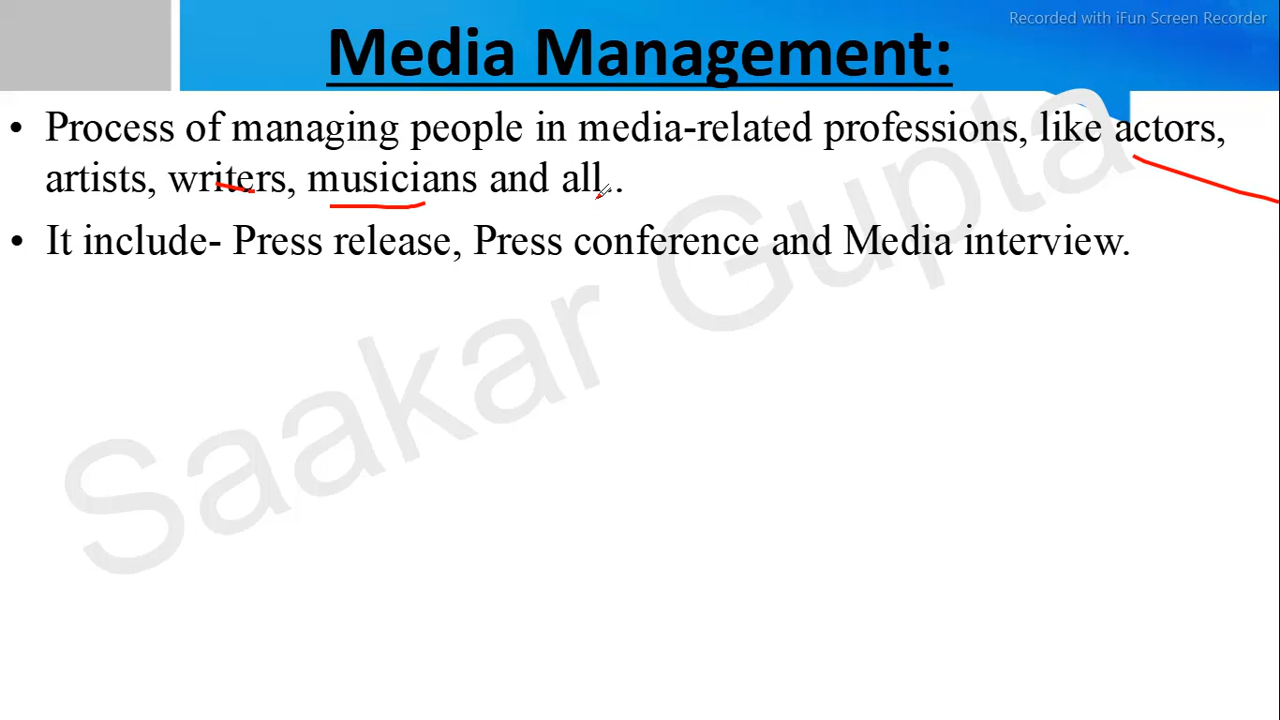 Recorded with iFun Screen Recorder
Media Management:
• Process of managing people in media-related professions, like actors,
artists, writers, musicians and all..
• It include- Press release, Press conference and Media interview.
Saakar Gupta